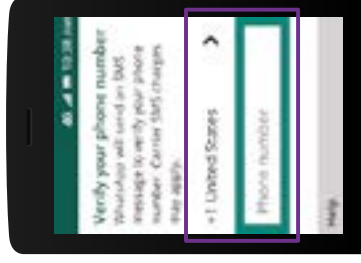 Verify your phone number
WhatsApp will send an SMS
message to verify your phone
number. Carrier SMS charges
may apply.
+1 United States
Phone number
Help